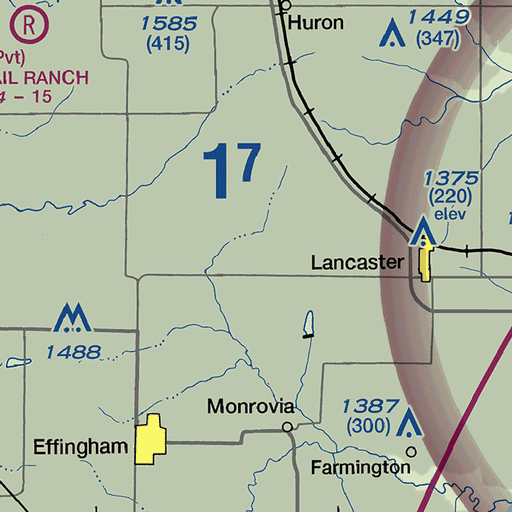 1585
(415)
Huron
1449
(347)
Pvt)
AIL RANCH
4 - 15
17
1375
(220)
elev
Lancaster
1488
Monrovia
1387
(300)
Effingham
Farmington